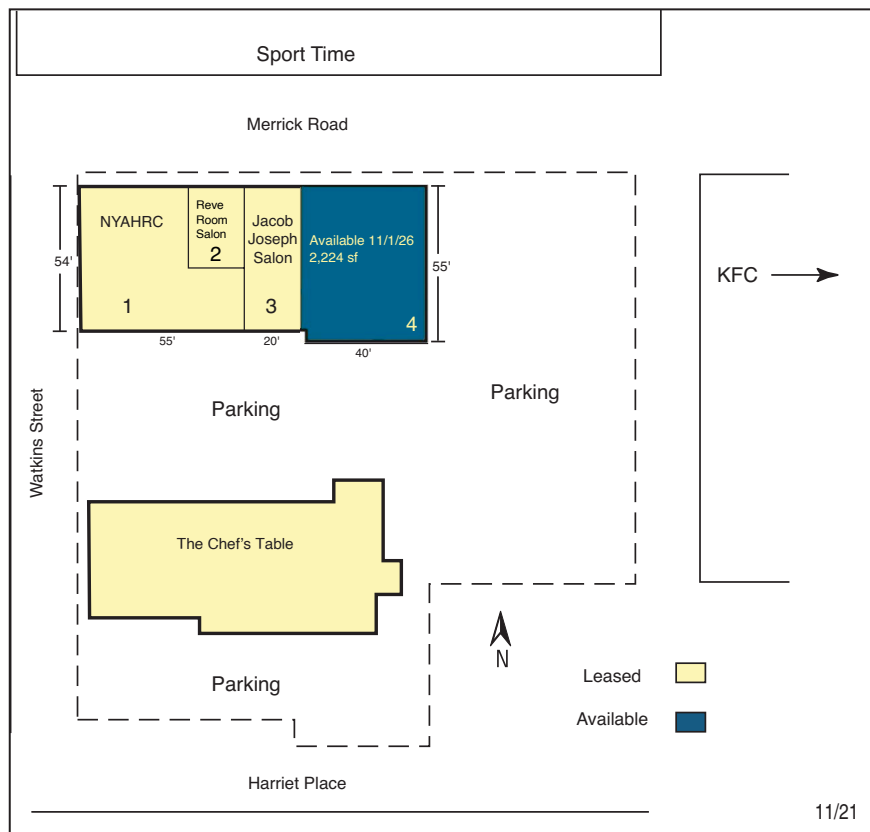 Sport Time
Merrick Road
NYAHRC
1
Reve
Room
Salon
2
Jacob
Joseph
Salon
3
Available 11/1/26
2,224 sf
4
54'
55'
55'
20'
40'
KFC
Parking
Parking
Watkins Street
The Chef's Table
N
Parking
Leased
Available
Harriet Place
11/21